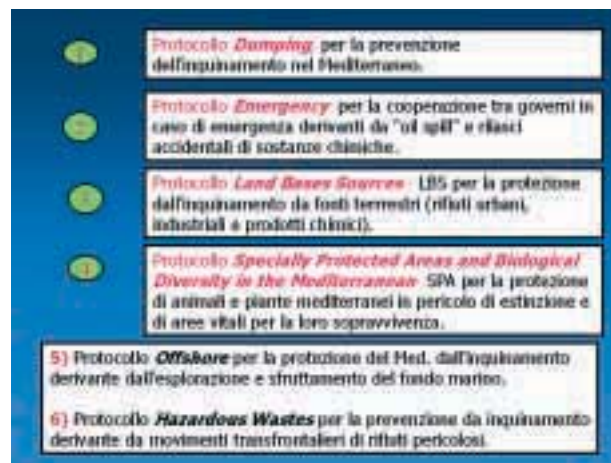 1
Protocollo Dumping per la prevenzione
dell'inquinamento nel Mediterraneo.
2
Protocollo Emergency per la cooperazione tra governi in
caso di emergenza derivanti da "oil spill" e rilasci
accidentali di sostanze chimiche.
3
Protocollo Land Bases Sources LBS per la protezione
dall'inquinamento da fonti terrestri (rifiuti urbani,
industriali e prodotti chimici).
4
Protocollo Specially Protected Areas and Biological
Diversity in the Mediterranean SPA per la protezione
di animali e piante mediterranei in pericolo di estinzione e
di aree vitali per la loro sopravvivenza.
5) Protocollo Offshore per la protezione del Med. dall'inquinamento
derivante dall'esplorazione e sfruttamento del fondo marino.
6) Protocollo Hazardous Wastes per la prevenzione da inquinamento
derivante da movimenti transfrontalieri di rifiuti pericolosi.